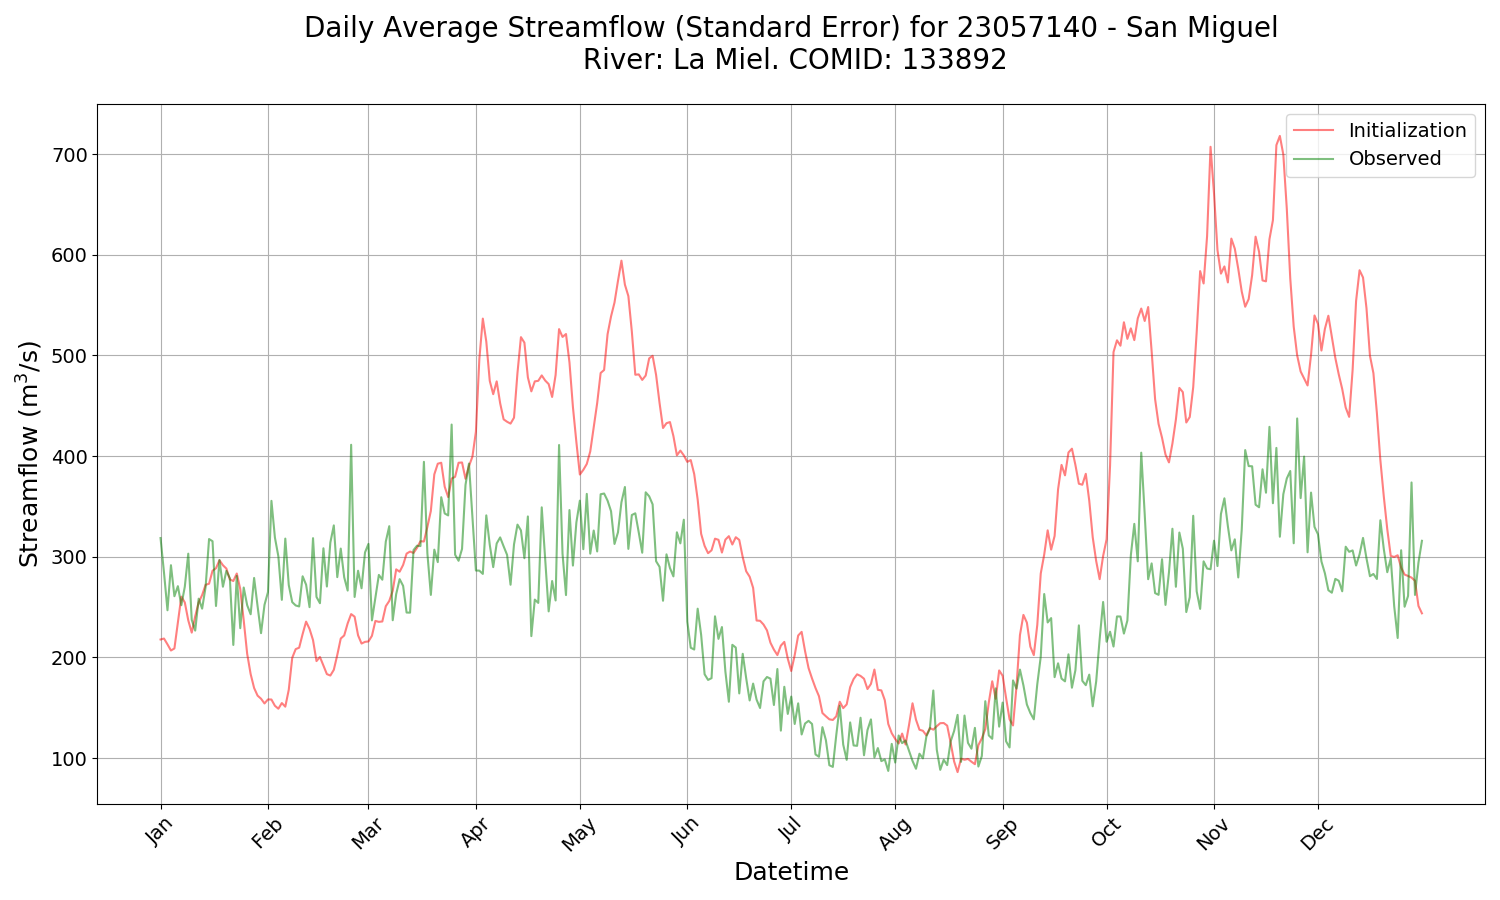 Daily Average Streamflow (Standard Error) for 23057140 - San Miguel
River: La Miel. COMID: 133892
Initialization
Observed
Streamflow (m³/s)
700
600
500
400
300
200
100
Jan Feb Mar Apr May Jun Jul Aug Sep Oct Nov Dec
Datetime